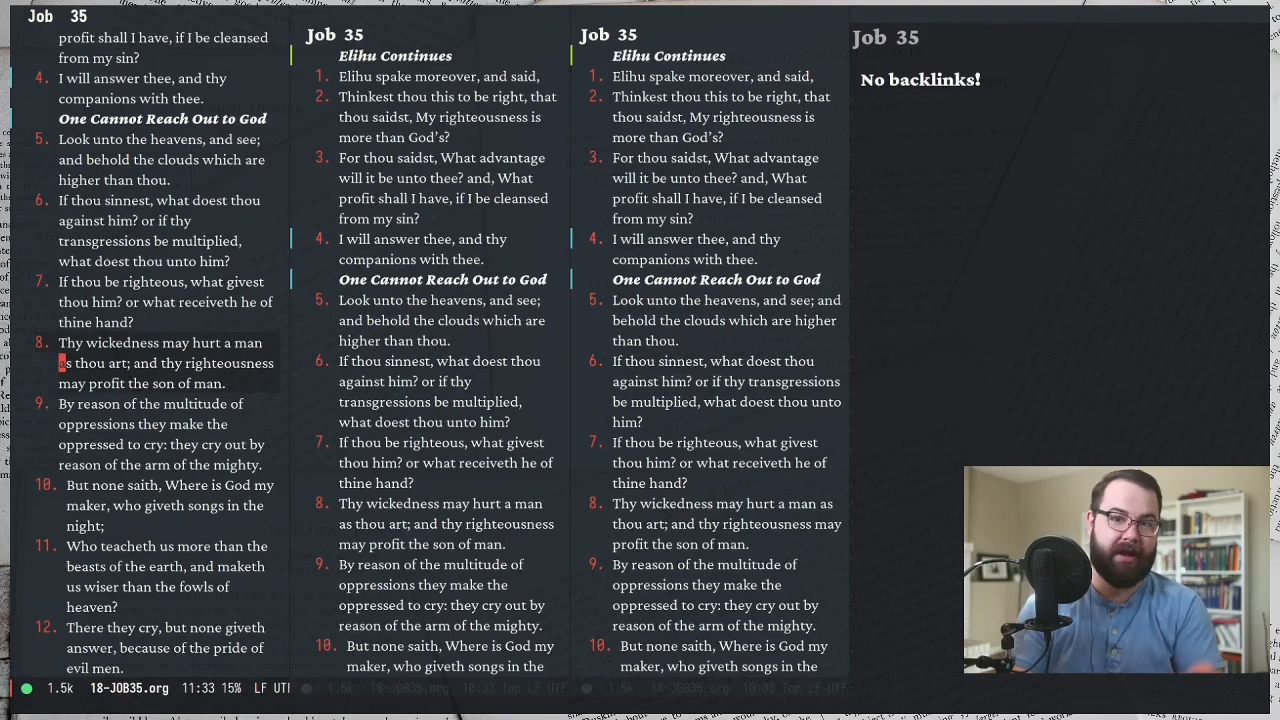 Job 35
profit shall I have, if I be cleansed
from my sin?
4. I will answer thee, and thy
companions with thee.
One Cannot Reach Out to God
5. Look unto the heavens, and see;
and behold the clouds which are
higher than thou.
6. If thou sinnest, what doest thou
against him? or if thy
transgressions be multiplied,
what doest thou unto him?
7. If thou be righteous, what givest
thou him? or what receiveth he of
thine hand?
8. Thy wickedness may hurt a man
as thou art; and thy righteousness
may profit the son of man.
9. By reason of the multitude of
oppressions they make the
oppressed to cry: they cry out by
reason of the arm of the mighty.
10. But none saith, Where is God my
maker, who giveth songs in the
night;
11. Who teacheth us more than the
beasts of the earth, and maketh
us wiser than the fowls of
heaven?
12. There they cry, but none giveth
answer, because of the pride of
evil men.
1.5k 18-JOB35.org 11:33 15% LF UTF
Job 35
Elihu Continues
1. Elihu spake moreover, and said,
2. Thinkest thou this to be right, that
thou saidst, My righteousness is
more than God’s?
3. For thou saidst, What advantage
will it be unto thee? and, What
profit shall I have, if I be cleansed
from my sin?
4. I will answer thee, and thy
companions with thee.
One Cannot Reach Out to God
5. Look unto the heavens, and see;
and behold the clouds which are
higher than thou.
6. If thou sinnest, what doest thou
against him? or if thy
transgressions be multiplied,
what doest thou unto him?
7. If thou be righteous, what givest
thou him? or what receiveth he of
thine hand?
8. Thy wickedness may hurt a man
as thou art; and thy righteousness
may profit the son of man.
9. By reason of the multitude of
oppressions they make the
oppressed to cry: they cry out by
reason of the arm of the mighty.
10. But none saith, Where is God my
maker, who giveth songs in the
1.5k 18-JOB35.org 10:33 Top LF UTF
Job 35
Elihu Continues
1. Elihu spake moreover, and said,
2. Thinkest thou this to be right, that
thou saidst, My righteousness is
more than God’s?
3. For thou saidst, What advantage
will it be unto thee? and, What
profit shall I have, if I be cleansed
from my sin?
4. I will answer thee, and thy
companions with thee.
One Cannot Reach Out to God
5. Look unto the heavens, and see; and
behold the clouds which are higher
than thou.
6. If thou sinnest, what doest thou
against him? or if thy transgressions
be multiplied, what doest thou unto
him?
7. If thou be righteous, what givest
thou him? or what receiveth he of
thine hand?
8. Thy wickedness may hurt a man as
thou art; and thy righteousness may
profit the son of man.
9. By reason of the multitude of
oppressions they make the
oppressed to cry: they cry out by
reason of the arm of the mighty.
10. But none saith, Where is God my
maker, who giveth songs in the
1.5k 18-JOB35.org 10:33 Top LF UTF
Job 35
No backlinks!